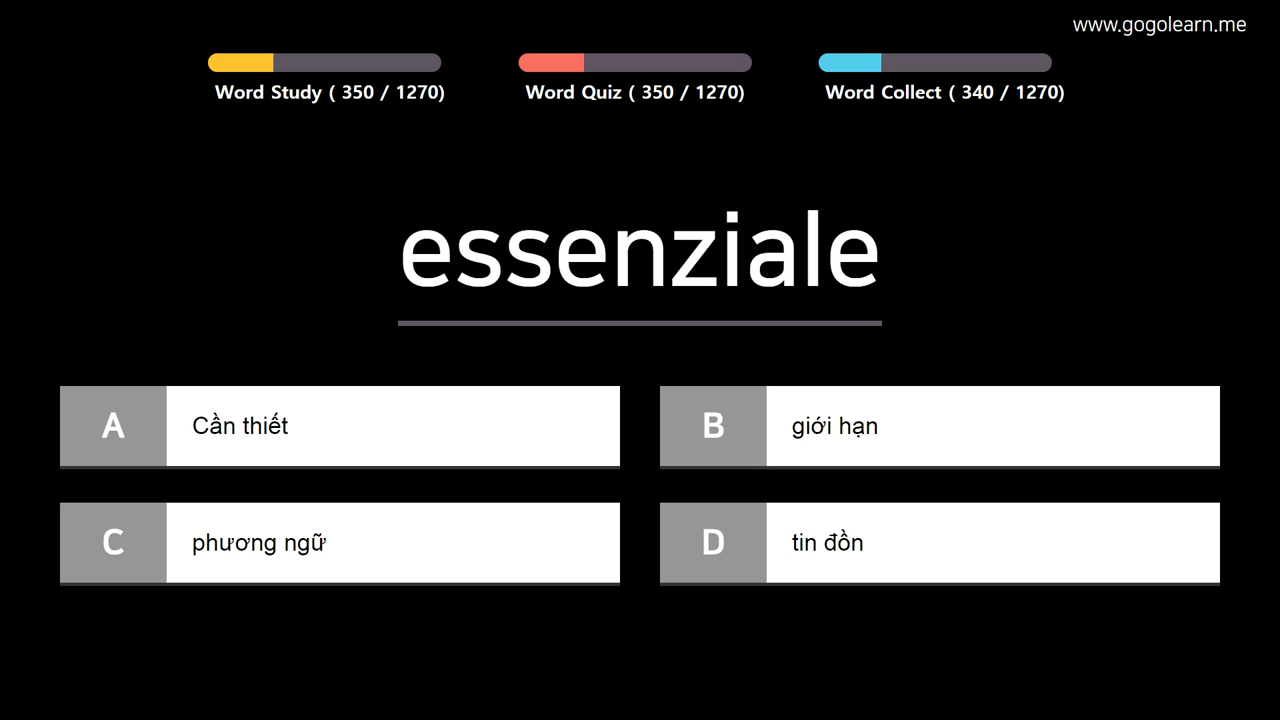 www.gogolearn.me
Word Study ( 350 / 1270)
Word Quiz ( 350 / 1270)
Word Collect ( 340 / 1270)
essenziale
A Cần thiết
B giới hạn
C phương ngữ
D tin đồn